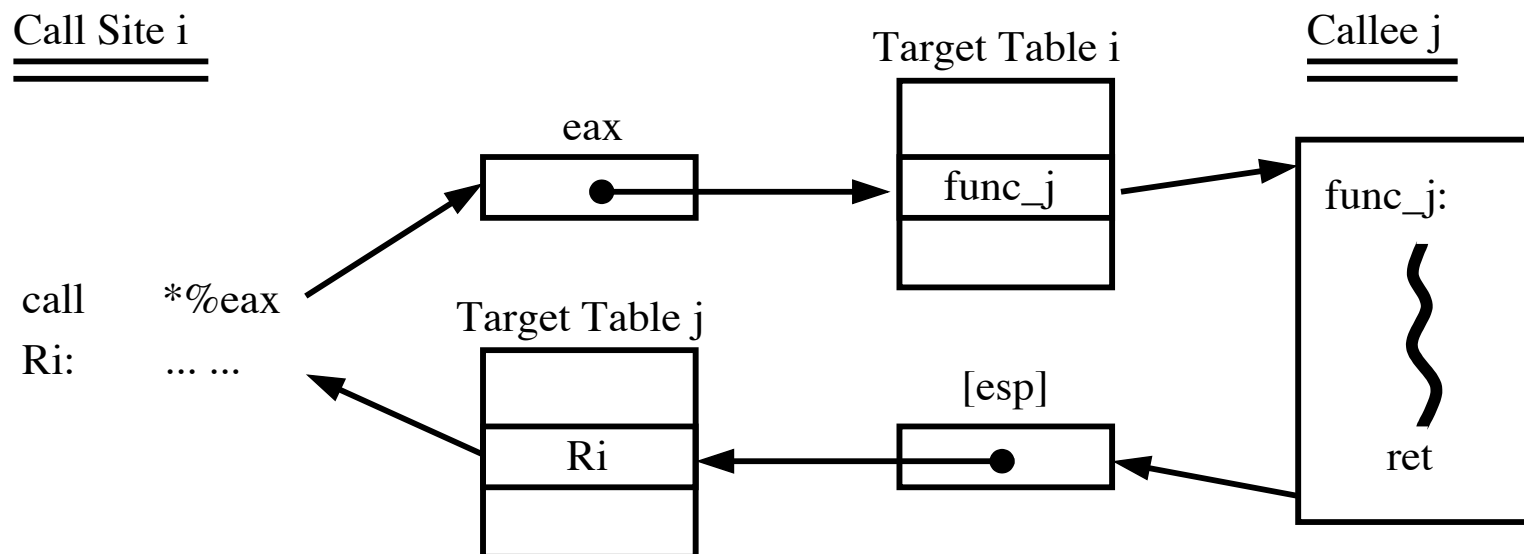 Call Site i
Target Table i
Callee j
eax
func_j
func_j:
call *%eax
Target Table j
Ri: ... ...
[esp]
Ri
ret